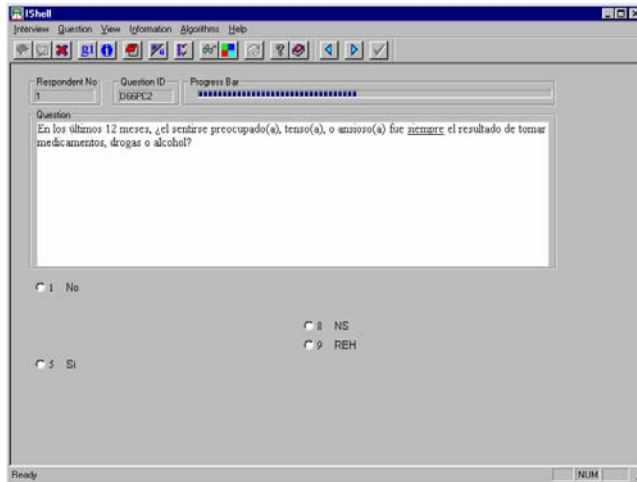 IShell
Interview Question View Information Algorithms Help
Respondent No
1
Question ID
D66PC2
Progress Bar
Question
En los últimos 12 meses, ¿el sentirse preocupado(a), tenso(a), o ansioso(a) fue siempre el resultado de tomar
medicamentos, drogas o alcohol?
1 No
8 NS
9 REH
5 Si
Ready
NUM